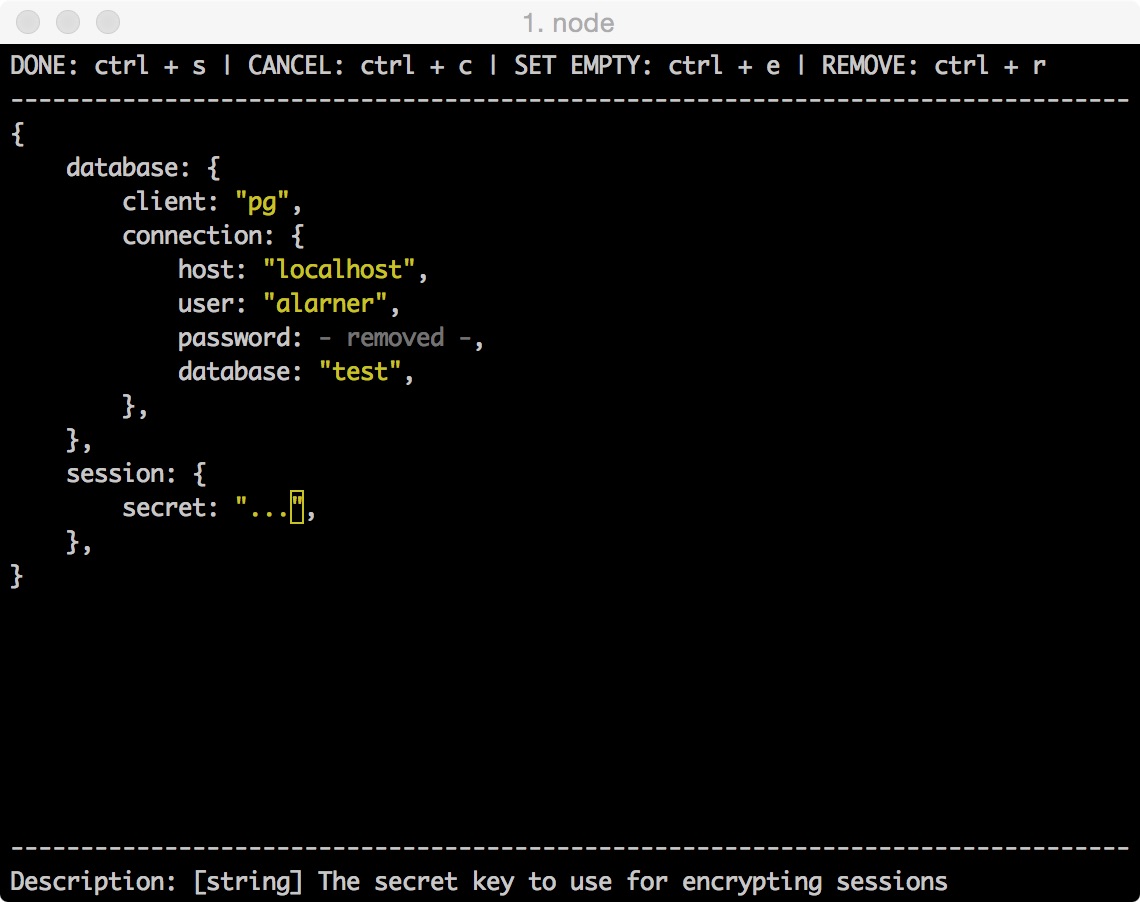 1. node
DONE: ctrl + s | CANCEL: ctrl + c | SET EMPTY: ctrl + e | REMOVE: ctrl + r
--------------------------------------------------------------------------------
{
    database: {
        client: "pg",
        connection: {
            host: "localhost",
            user: "alarner",
            password: - removed -,
            database: "test",
        },
    },
    session: {
        secret: "...",
    },
}
--------------------------------------------------------------------------------
Description: [string] The secret key to use for encrypting sessions